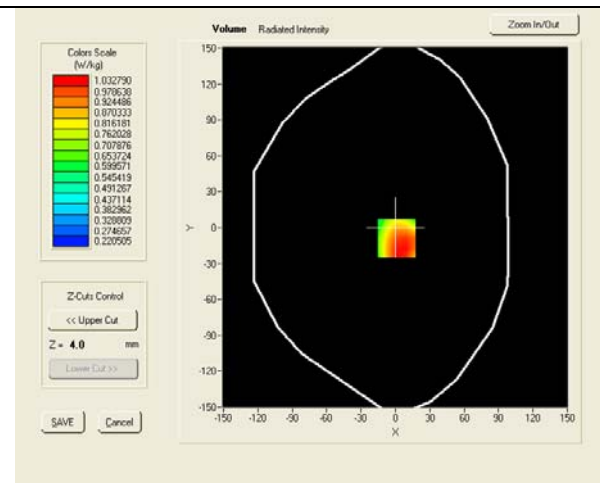 Volume Radiated Intensity
Zoom In/Out
Colors Scale
(W/kg)
1.032790
0.978638
0.924486
0.870333
0.816181
0.762028
0.707876
0.653724
0.599571
0.545419
0.491267
0.437114
0.382962
0.328809
0.274657
0.220505
150
120
90
60
30
0
-30
-60
-90
-120
-150
Y
-150 -120 -90 -60 -30 0 30 60 90 120 150
X
Z-Cuts Control
<< Upper Cut
Z = 4.0 mm
Lower Cut >>
SAVE Cancel